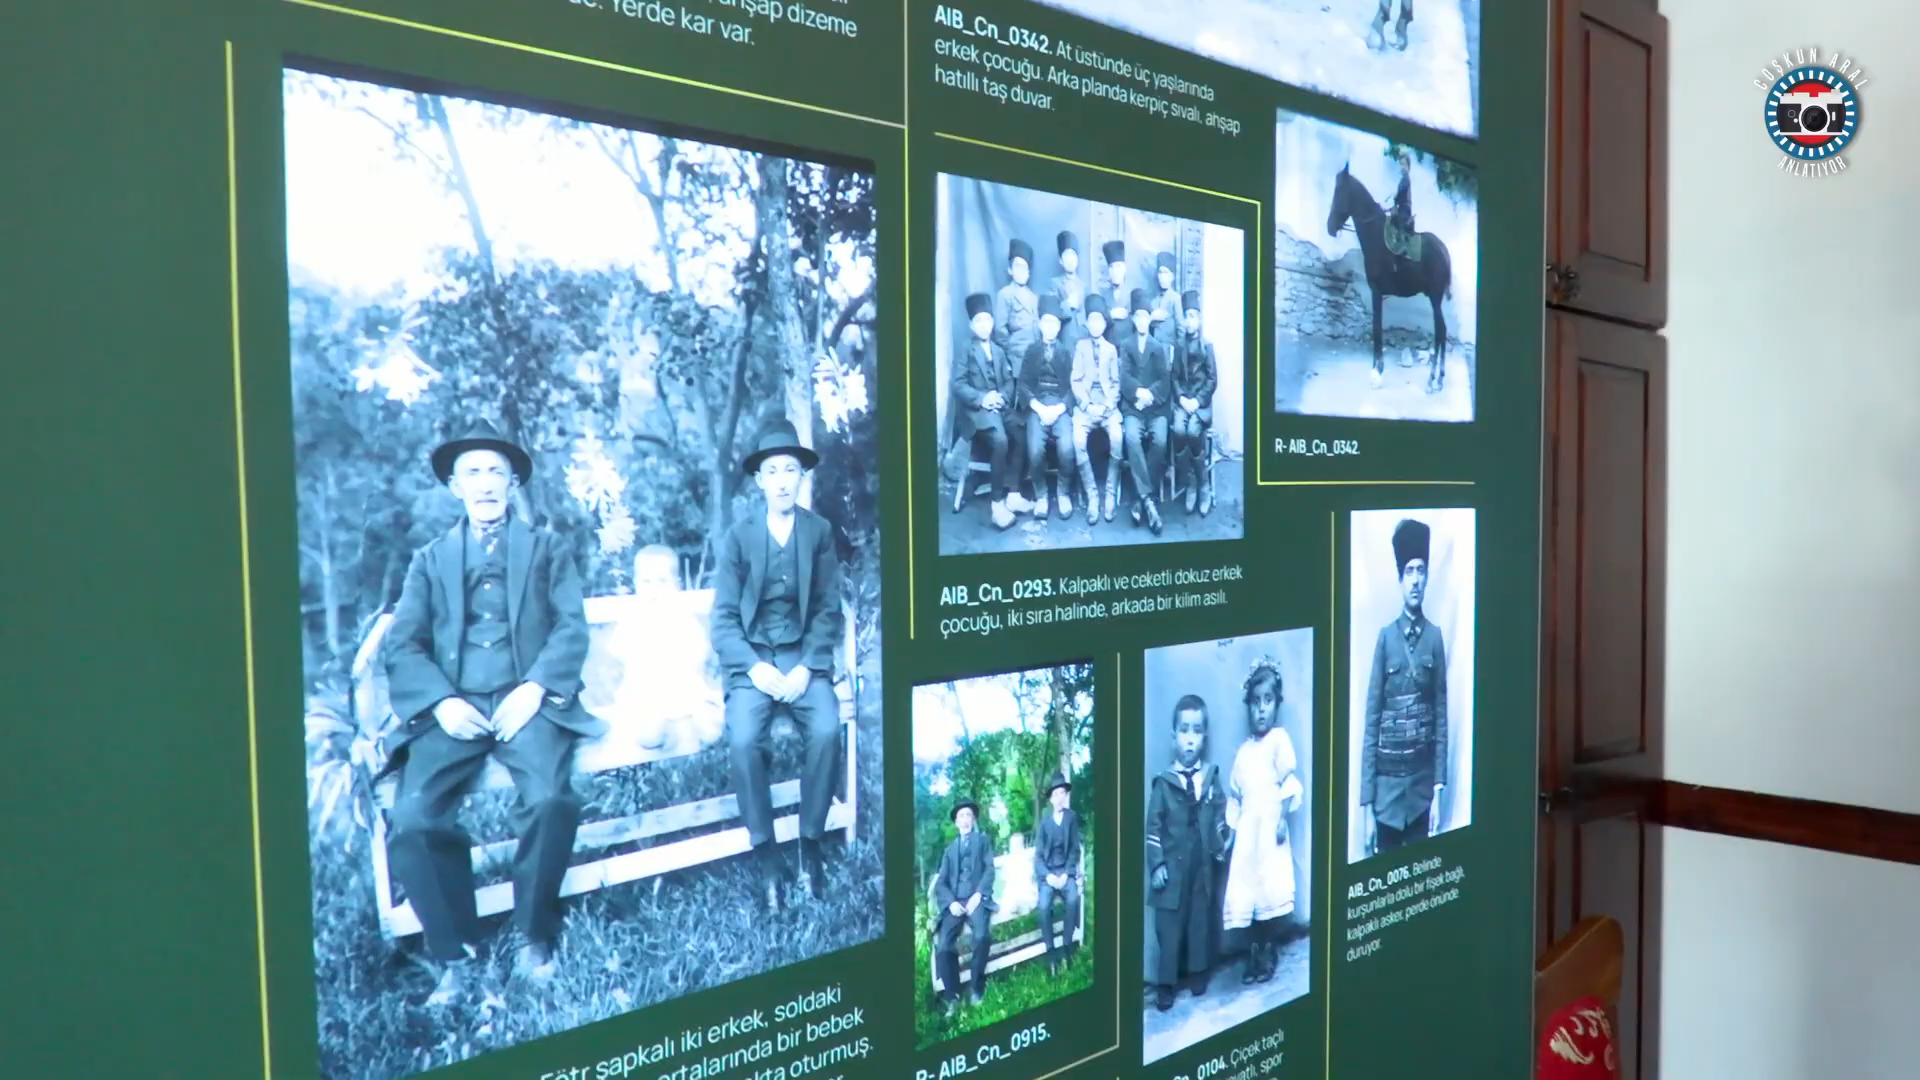 ahşap dizeme
Yerde kar var.
AIB_Cn_0342. At üstünde üç yaşlarında
erkek çocuğu. Arka planda kerpiç sıvalı, ahşap
hatıllı taş duvar.
R- AIB_Cn_0342.
AIB_Cn_0293. Kalpaklı ve ceketli dokuz erkek
çocuğu, iki sıra halinde, arkada bir kilim asılı.
AIB_Cn_0076. Belinde
kurşunlarla dolu bir fişek bağlı,
kalpaklı asker, perde önünde
duruyor.
Fötr şapkalı iki erkek, soldaki
ortalarında bir bebek
oturmuş.
R- AIB_Cn_0915.
0104. Çiçek taçlı
spor
COŞKUN ARAL
ANLATIYOR